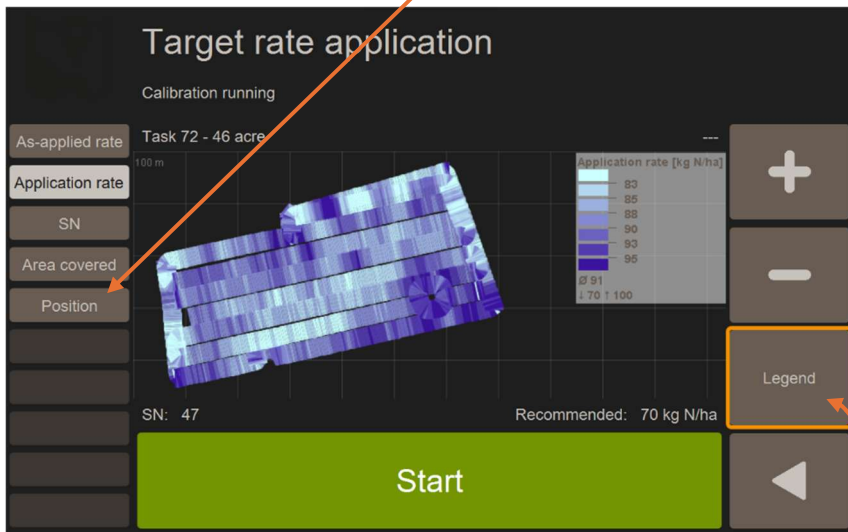 Target rate application
Calibration running
Task 72 - 46 acre
---
As-applied rate
Application rate
SN
Area covered
Position
100 m
Application rate [kg N/ha]
83
85
88
90
93
95
Ø 91
↓ 70 ↑ 100
Legend
SN: 47
Recommended: 70 kg N/ha
Start